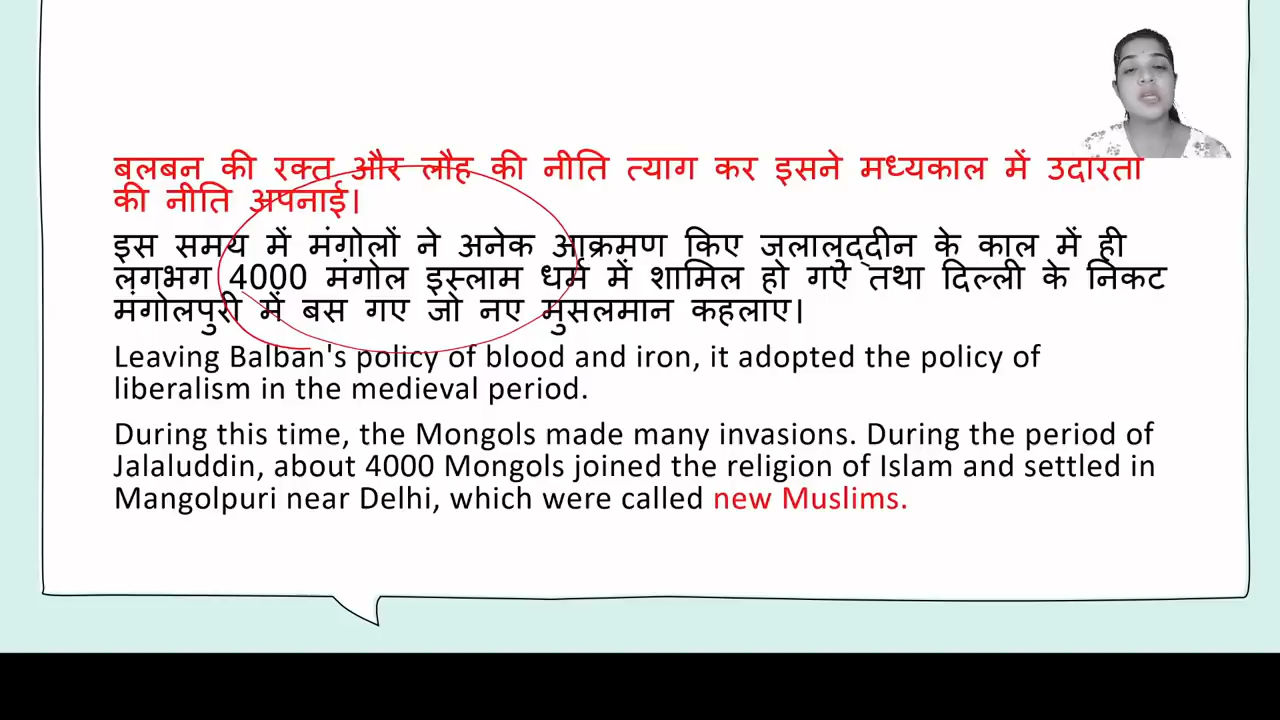 बलबन की रक्त और लौह की नीति त्याग कर इसने मध्यकाल में उदारता
की नीति अपनाई।
इस समय में मंगोलों ने अनेक आक्रमण किए जलालुद्दीन के काल में ही
लगभग 4000 मंगोल इस्लाम धर्म में शामिल हो गए तथा दिल्ली के निकट
मंगोलपुरी में बस गए जो नए मुसलमान कहलाए।
Leaving Balban's policy of blood and iron, it adopted the policy of
liberalism in the medieval period.
During this time, the Mongols made many invasions. During the period of
Jalaluddin, about 4000 Mongols joined the religion of Islam and settled in
Mangolpuri near Delhi, which were called new Muslims.